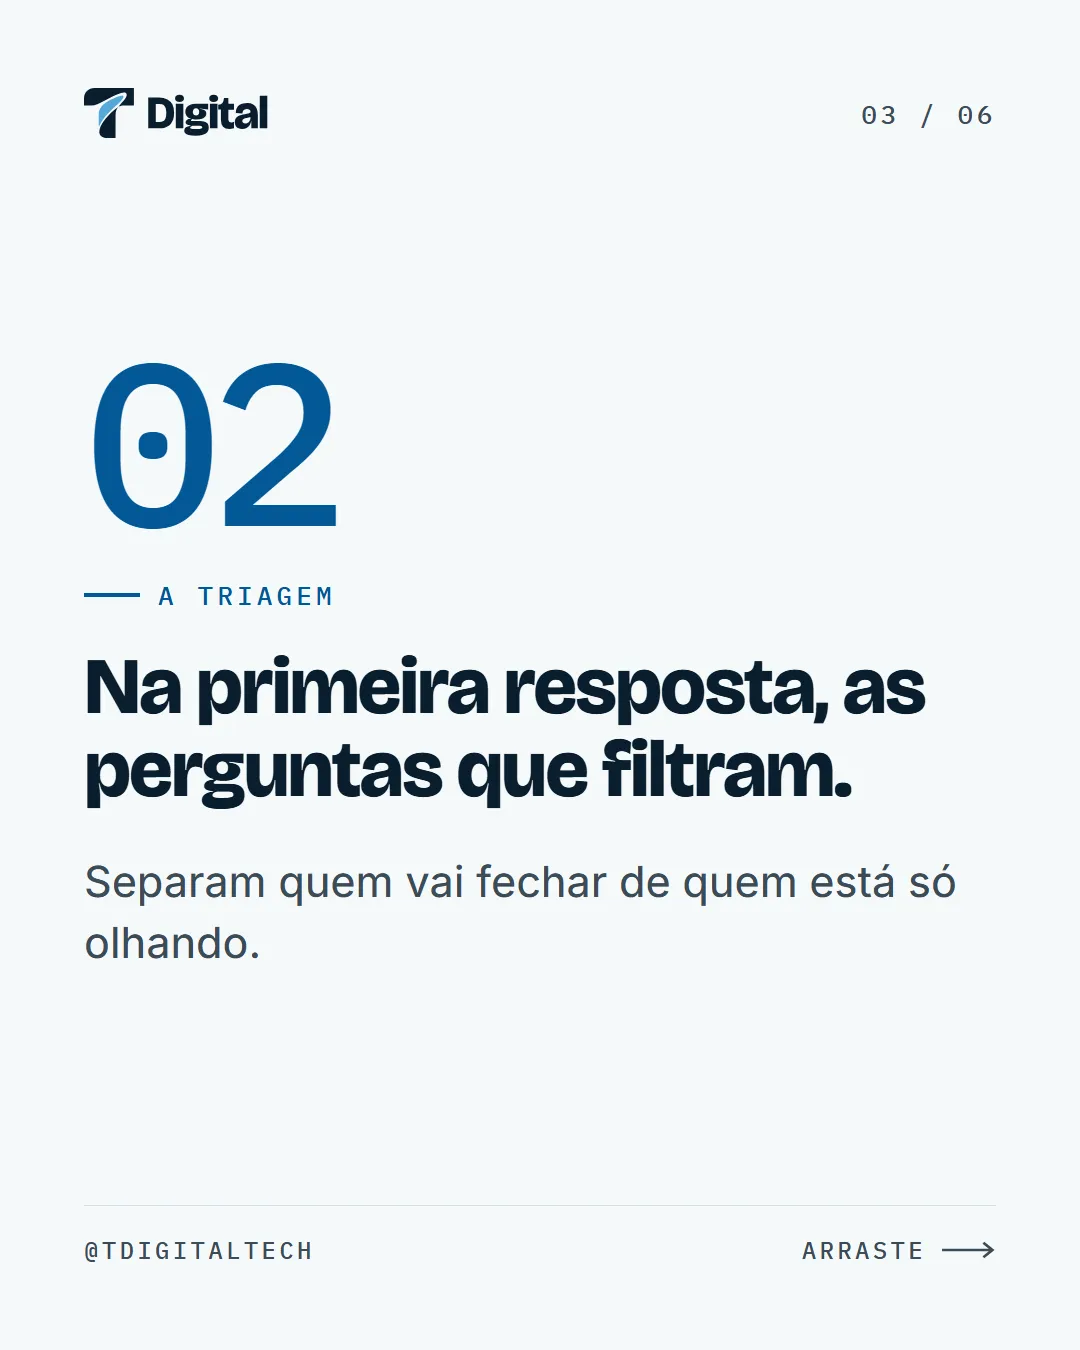 Digital
03 / 06
02
A TRIAGEM
Na primeira resposta, as
perguntas que filtram.
Separam quem vai fechar de quem está só
olhando.
@TDIGITALTECH
ARRASTE